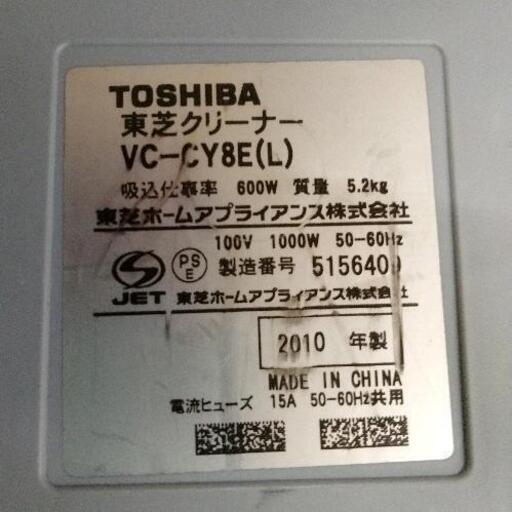 TOSHIBA
東芝クリーナー
VC-CY8E(L)
吸込仕事率 600W 質量 5.2kg
東芝ホームアプライアンス株式会社
100V 1000W 50-60Hz
PS E 製造番号 5156409
JET 東芝ホームアプライアンス株式会社
2010 年製
MADE IN CHINA
電流ヒューズ 15A 50-60Hz共用